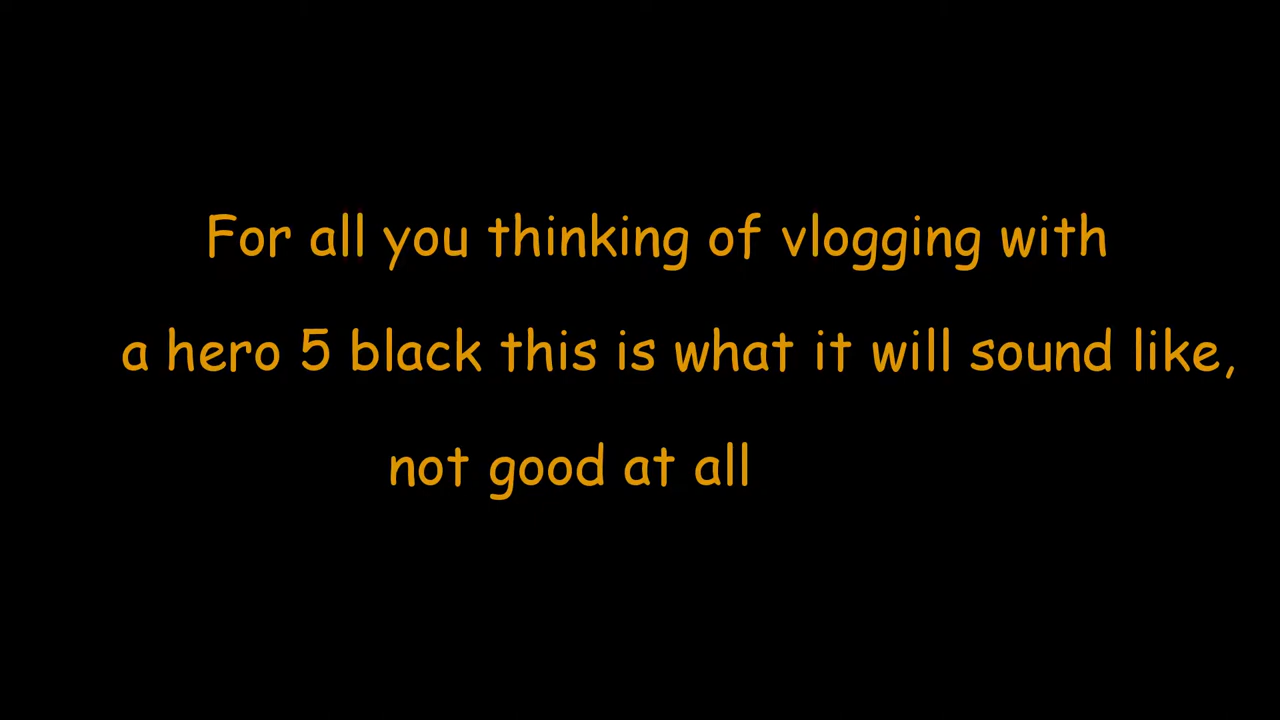 For all you thinking of vlogging with
a hero 5 black this is what it will sound like,
not good at all